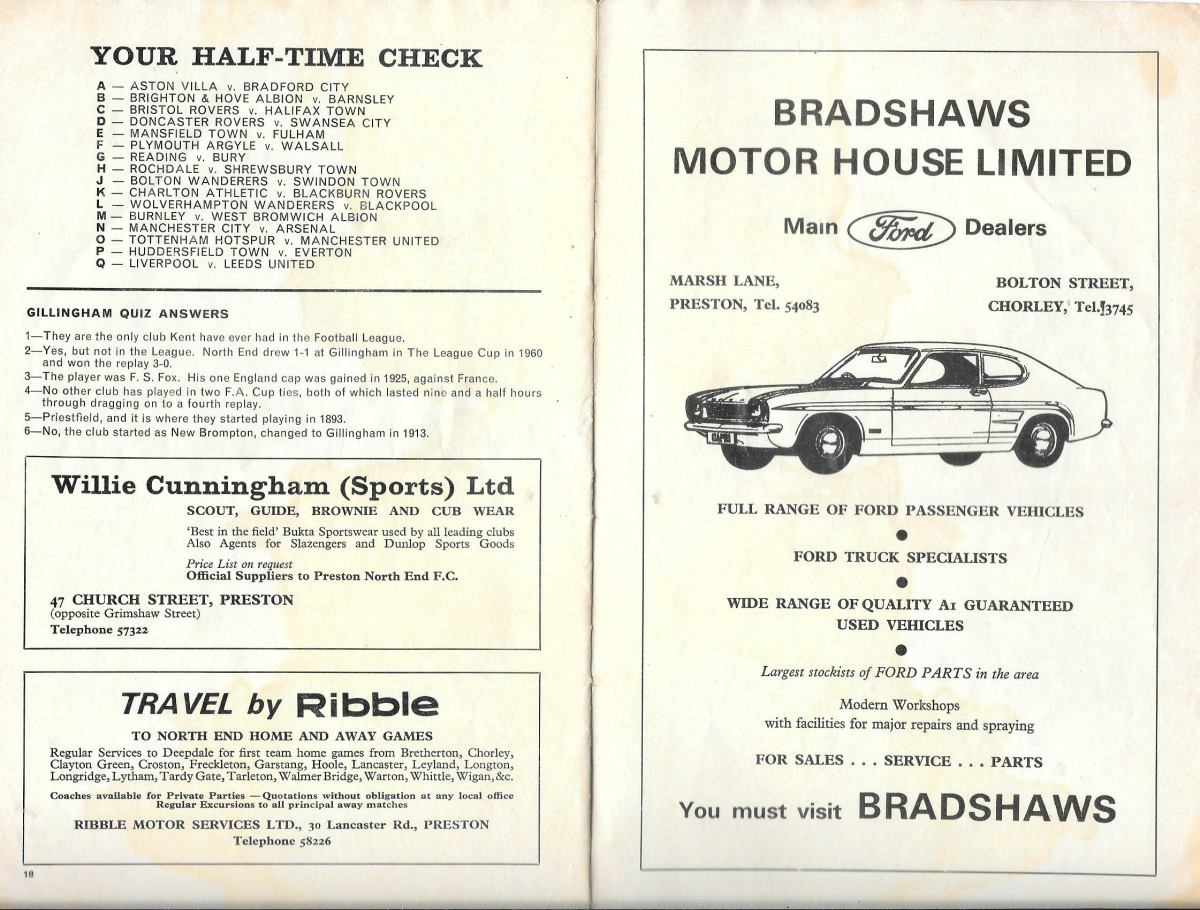 YOUR HALF-TIME CHECK
A — ASTON VILLA v. BRADFORD CITY
B — BRIGHTON & HOVE ALBION v. BARNSLEY
C — BRISTOL ROVERS v. HALIFAX TOWN
D — DONCASTER ROVERS v. SWANSEA CITY
E — MANSFIELD TOWN v. FULHAM
F — PLYMOUTH ARGYLE v. WALSALL
G — READING v. BURY
H — ROCHDALE v. SHREWSBURY TOWN
J — BOLTON WANDERERS v. SWINDON TOWN
K — CHARLTON ATHLETIC v. BLACKBURN ROVERS
L — WOLVERHAMPTON WANDERERS v. BLACKPOOL
M — BURNLEY v. WEST BROMWICH ALBION
N — MANCHESTER CITY v. ARSENAL
O — TOTTENHAM HOTSPUR v. MANCHESTER UNITED
P — HUDDERSFIELD TOWN v. EVERTON
Q — LIVERPOOL v. LEEDS UNITED
GILLINGHAM QUIZ ANSWERS
1—They are the only club Kent have ever had in the Football League.
2—Yes, but not in the League. North End drew 1-1 at Gillingham in The League Cup in 1960
and won the replay 3-0.
3—The player was F. S. Fox. His one England cap was gained in 1925, against France.
4—No other club has played in two F.A. Cup ties, both of which lasted nine and a half hours
through dragging on to a fourth replay.
5—Priestfield, and it is where they started playing in 1893.
6—No, the club started as New Brompton, changed to Gillingham in 1913.
Willie Cunningham (Sports) Ltd
SCOUT, GUIDE, BROWNIE AND CUB WEAR
'Best in the field' Bukta Sportswear used by all leading clubs
Also Agents for Slazengers and Dunlop Sports Goods
Price List on request
Official Suppliers to Preston North End F.C.
47 CHURCH STREET, PRESTON
(opposite Grimshaw Street)
Telephone 57322
TRAVEL by Ribble
TO NORTH END HOME AND AWAY GAMES
Regular Services to Deepdale for first team home games from Bretherton, Chorley,
Clayton Green, Croston, Freckleton, Garstang, Hoole, Lancaster, Leyland, Longton,
Longridge, Lytham, Tardy Gate, Tarleton, Walmer Bridge, Warton, Whittle, Wigan, &c.
Coaches available for Private Parties — Quotations without obligation at any local office
Regular Excursions to all principal away matches
RIBBLE MOTOR SERVICES LTD., 30 Lancaster Rd., PRESTON
Telephone 58226
18
BRADSHAWS
MOTOR HOUSE LIMITED
Main Ford Dealers
MARSH LANE,
PRESTON, Tel. 54083
BOLTON STREET,
CHORLEY, Tel. 3745
CAPRI
FULL RANGE OF FORD PASSENGER VEHICLES
FORD TRUCK SPECIALISTS
WIDE RANGE OF QUALITY A1 GUARANTEED
USED VEHICLES
Largest stockists of FORD PARTS in the area
Modern Workshops
with facilities for major repairs and spraying
FOR SALES . . . SERVICE . . . PARTS
You must visit BRADSHAWS